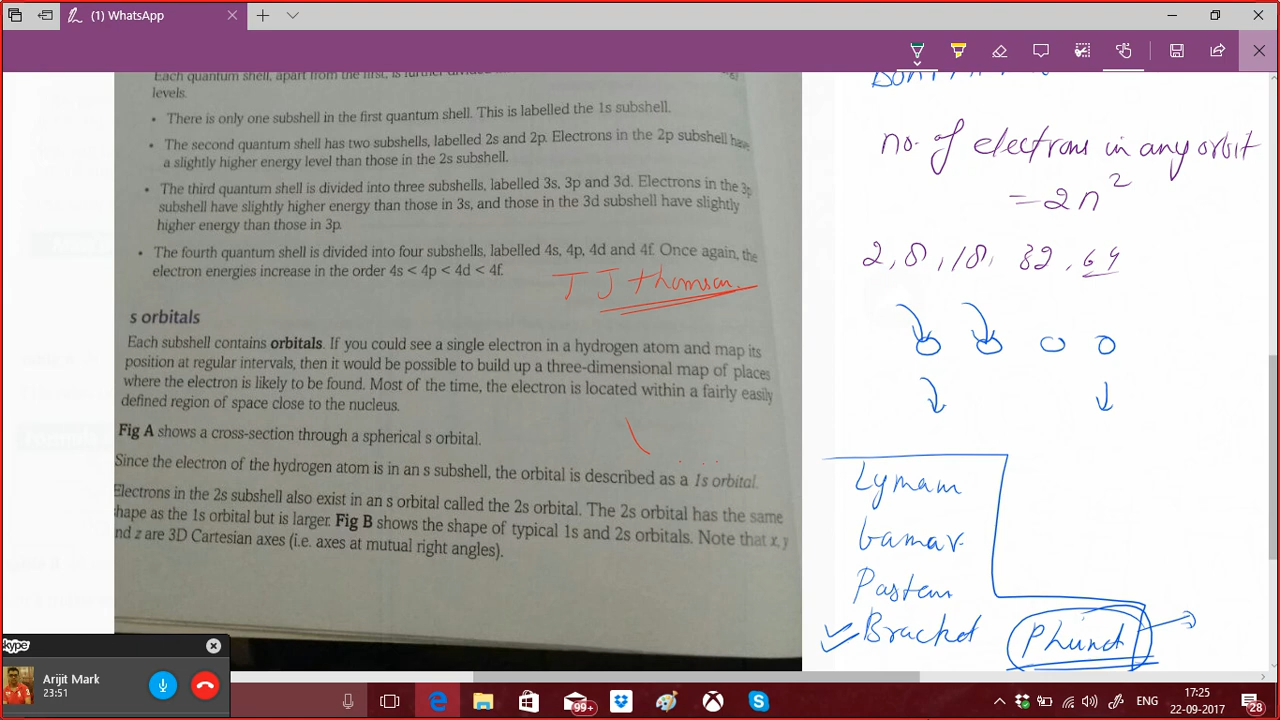 (1) WhatsApp
Each quantum shell, apart from the first, is further
levels.
• There is only one subshell in the first quantum shell. This is labelled the 1s subshell.
• The second quantum shell has two subshells, labelled 2s and 2p. Electrons in the 2p subshell have
a slightly higher energy level than those in the 2s subshell.
• The third quantum shell is divided into three subshells, labelled 3s, 3p and 3d. Electrons in the 3p
subshell have slightly higher energy than those in 3s, and those in the 3d subshell have slightly
higher energy than those in 3p.
• The fourth quantum shell is divided into four subshells, labelled 4s, 4p, 4d and 4f. Once again, the
electron energies increase in the order 4s < 4p < 4d < 4f.
T J thomson.
s orbitals
Each subshell contains orbitals. If you could see a single electron in a hydrogen atom and map its
position at regular intervals, then it would be possible to build up a three-dimensional map of places
where the electron is likely to be found. Most of the time, the electron is located within a fairly easily
defined region of space close to the nucleus.
Fig A shows a cross-section through a spherical s orbital.
Since the electron of the hydrogen atom is in an s subshell, the orbital is described as a 1s orbital.
Electrons in the 2s subshell also exist in an s orbital called the 2s orbital. The 2s orbital has the same
shape as the 1s orbital but is larger. Fig B shows the shape of typical 1s and 2s orbitals. Note that x, y
nd z are 3D Cartesian axes (i.e. axes at mutual right angles).
no. of electrons in any orbit
= 2n²
2, 8, 18, 32, 64
Lymam
Pastem
Bracket
Phund
skype
Arijit Mark
23:51
99+
ENG
17:25
22-09-2017
28